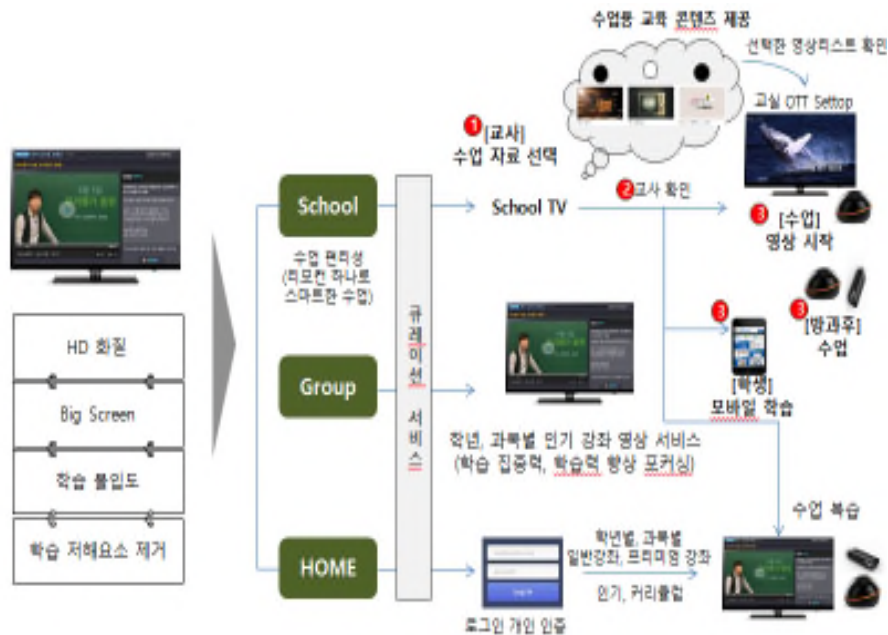 수업용 교육 콘텐츠 제공
선택한 영상리스트 확인
교실 OTT Settop
1 [교사]
수업 자료 선택
School
School TV
2 교사 확인
3 [수업]
영상 시작
수업 편리성
(리모컨 하나로
스마트한 수업)
HD 화질
Big Screen
학습 몰입도
학습 저해요소 제거
Group
큐레이션 서비스
3
[학생]
모바일 학습
3
[방과후]
수업
학년, 과목별 인기 강좌 영상 서비스
(학습 집중력, 학습력 향상 포커싱)
수업 복습
HOME
학년별, 과목별
일반강좌, 프리미엄 강좌
인기, 커리큘럼
로그인 개인 인증